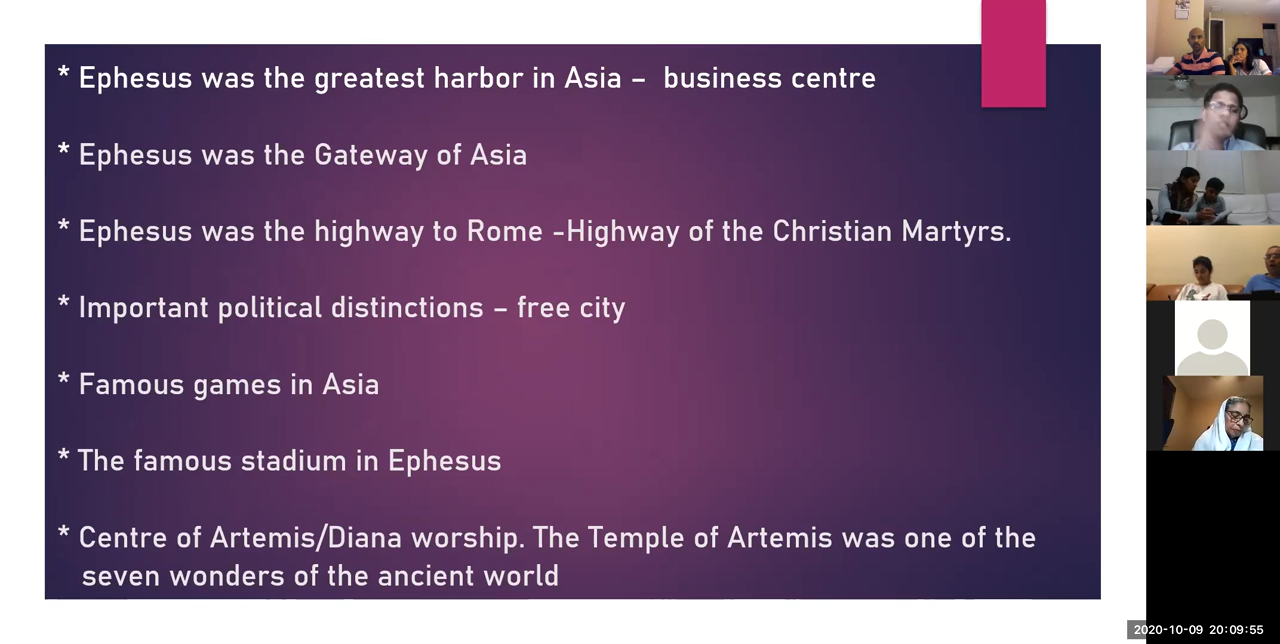 * Ephesus was the greatest harbor in Asia – business centre
* Ephesus was the Gateway of Asia
* Ephesus was the highway to Rome -Highway of the Christian Martyrs.
* Important political distinctions – free city
* Famous games in Asia
* The famous stadium in Ephesus
* Centre of Artemis/Diana worship. The Temple of Artemis was one of the
seven wonders of the ancient world
2020-10-09 20:09:55